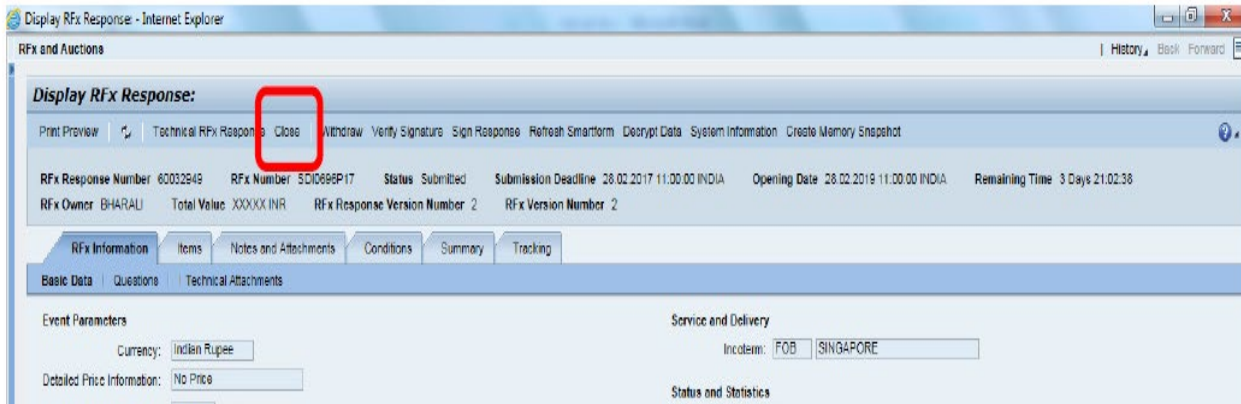 Display RFx Response: - Internet Explorer
RFx and Auctions
History Back Forward
Display RFx Response:
Print Preview Technical RFx Response Close Withdraw Verify Signature Sign Response Refresh Smartform Decrypt Data System Information Create Memory Snapshot
RFx Response Number 60032949 RFx Number SDI0696P17 Status Submitted Submission Deadline 28.02.2017 11:00:00 INDIA Opening Date 28.02.2019 11:00:00 INDIA Remaining Time 3 Days 21:02:38
RFx Owner BHARALI Total Value XXXXX INR RFx Response Version Number 2 RFx Version Number 2
RFx Information Items Notes and Attachments Conditions Summary Tracking
Basic Data Questions Technical Attachments
Event Parameters Service and Delivery
Currency: Indian Rupee Incoterm: FOB SINGAPORE
Detailed Price Information: No Price
Status and Statistics